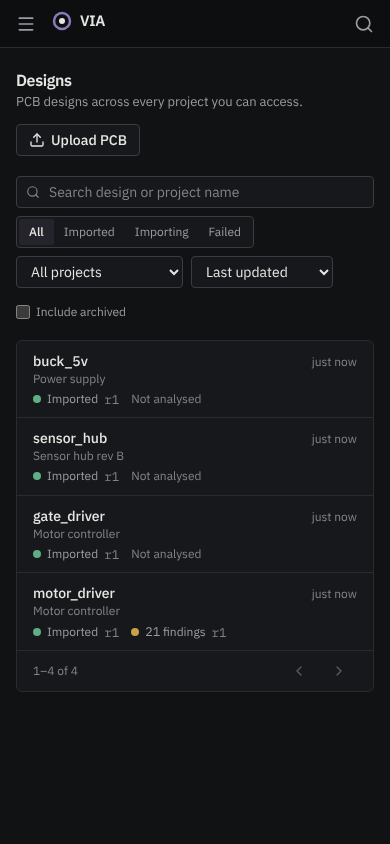 VIA
Designs
PCB designs across every project you can access.
Upload PCB
Search design or project name
All Imported Importing Failed
All projects Last updated
Include archived
buck_5v just now
Power supply
Imported r1 Not analysed
sensor_hub just now
Sensor hub rev B
Imported r1 Not analysed
gate_driver just now
Motor controller
Imported r1 Not analysed
motor_driver just now
Motor controller
Imported r1 21 findings r1
1–4 of 4